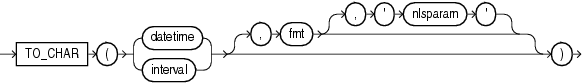 TO_CHAR ( datetime , fmt , ' nlsparam ' )
interval